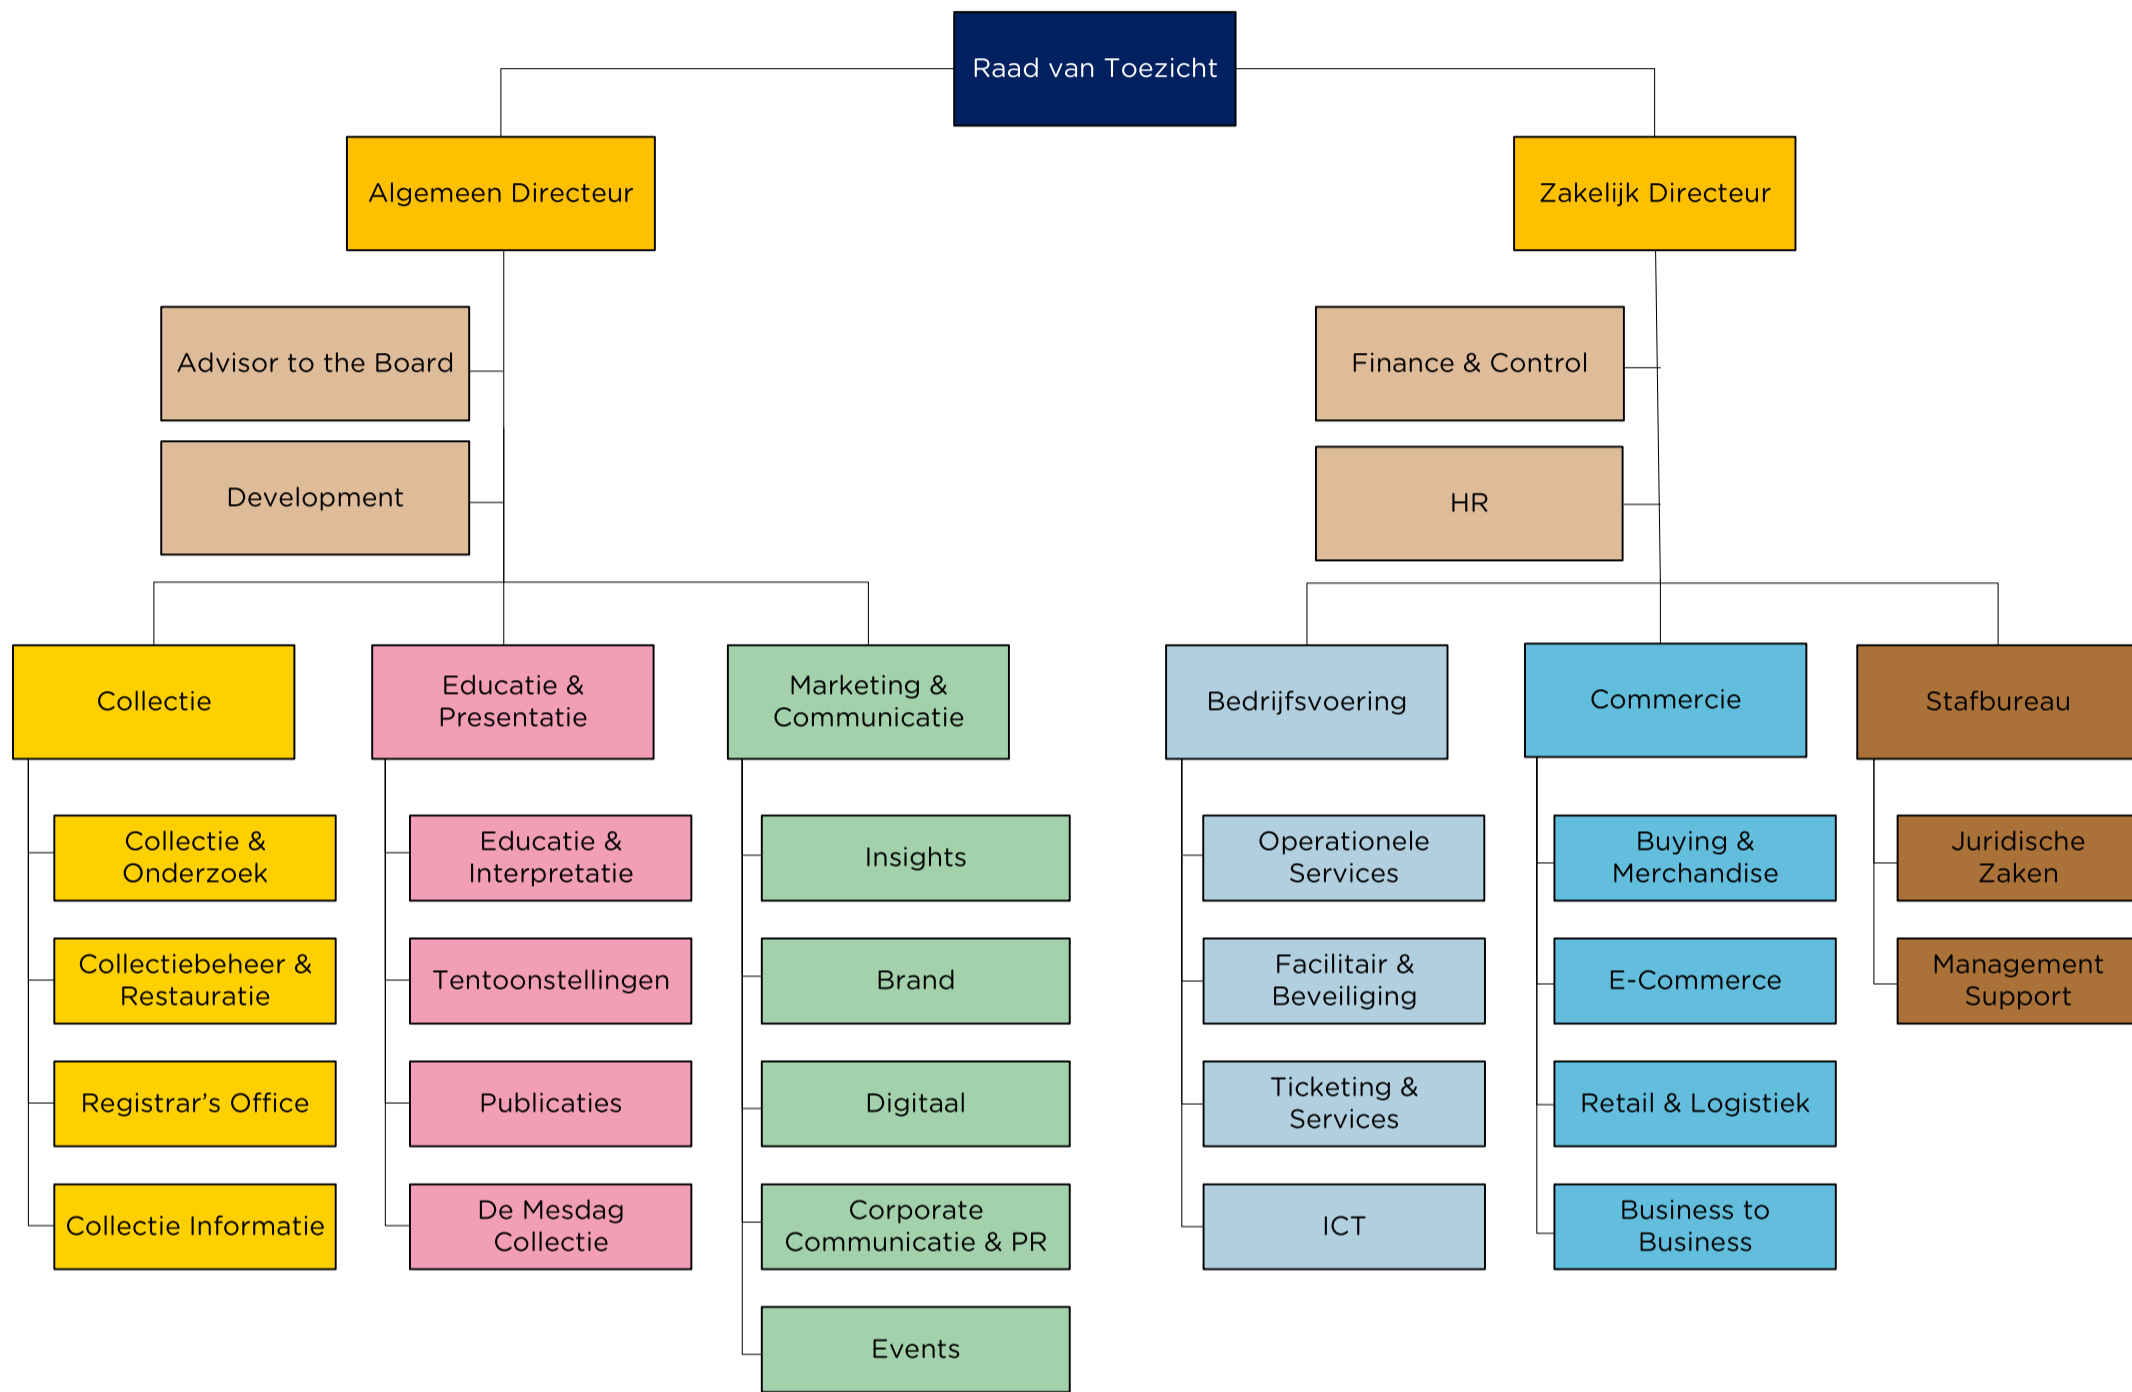 Raad van Toezicht
Algemeen Directeur
Zakelijk Directeur
Advisor to the Board
Finance & Control
Development
HR
Collectie
Educatie &
Presentatie
Marketing &
Communicatie
Bedrijfsvoering
Commercie
Stafbureau
Collectie &
Onderzoek
Educatie &
Interpretatie
Insights
Operationele
Services
Buying &
Merchandise
Juridische
Zaken
Collectiebeheer &
Restauratie
Tentoonstellingen
Brand
Facilitair &
Beveiliging
E-Commerce
Management
Support
Registrar’s Office
Publicaties
Digitaal
Ticketing &
Services
Retail & Logistiek
Collectie Informatie
De Mesdag
Collectie
Corporate
Communicatie & PR
ICT
Business to
Business
Events